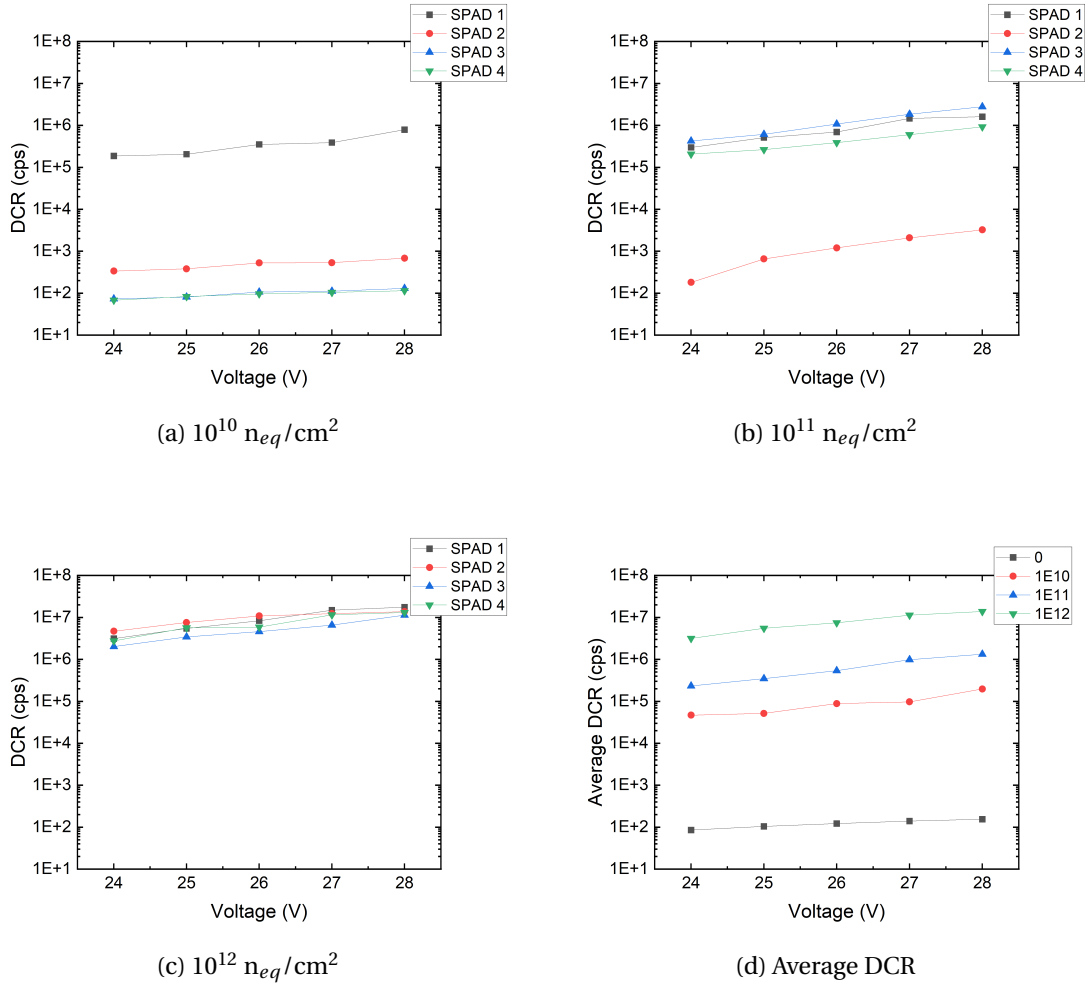 SPAD 1
SPAD 2
SPAD 3
SPAD 4
1E+8
1E+7
1E+6
1E+5
1E+4
1E+3
1E+2
1E+1
DCR (cps)
24 25 26 27 28
Voltage (V)
(a) 10^10 n_eq/cm^2
SPAD 1
SPAD 2
SPAD 3
SPAD 4
1E+8
1E+7
1E+6
1E+5
1E+4
1E+3
1E+2
1E+1
DCR (cps)
24 25 26 27 28
Voltage (V)
(b) 10^11 n_eq/cm^2
SPAD 1
SPAD 2
SPAD 3
SPAD 4
1E+8
1E+7
1E+6
1E+5
1E+4
1E+3
1E+2
1E+1
DCR (cps)
24 25 26 27 28
Voltage (V)
(c) 10^12 n_eq/cm^2
0
1E10
1E11
1E12
1E+8
1E+7
1E+6
1E+5
1E+4
1E+3
1E+2
1E+1
Average DCR (cps)
24 25 26 27 28
Voltage (V)
(d) Average DCR